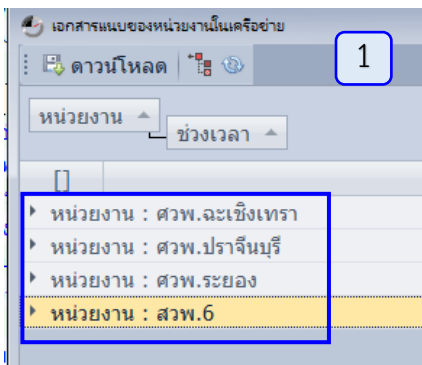 เอกสารแนบของหน่วยงานในเครือข่าย
ดาวน์โหลด
1
หน่วยงาน
ช่วงเวลา
[]
หน่วยงาน : ศวพ.ฉะเชิงเทรา
หน่วยงาน : ศวพ.ปราจีนบุรี
หน่วยงาน : ศวพ.ระยอง
หน่วยงาน : สวพ.6